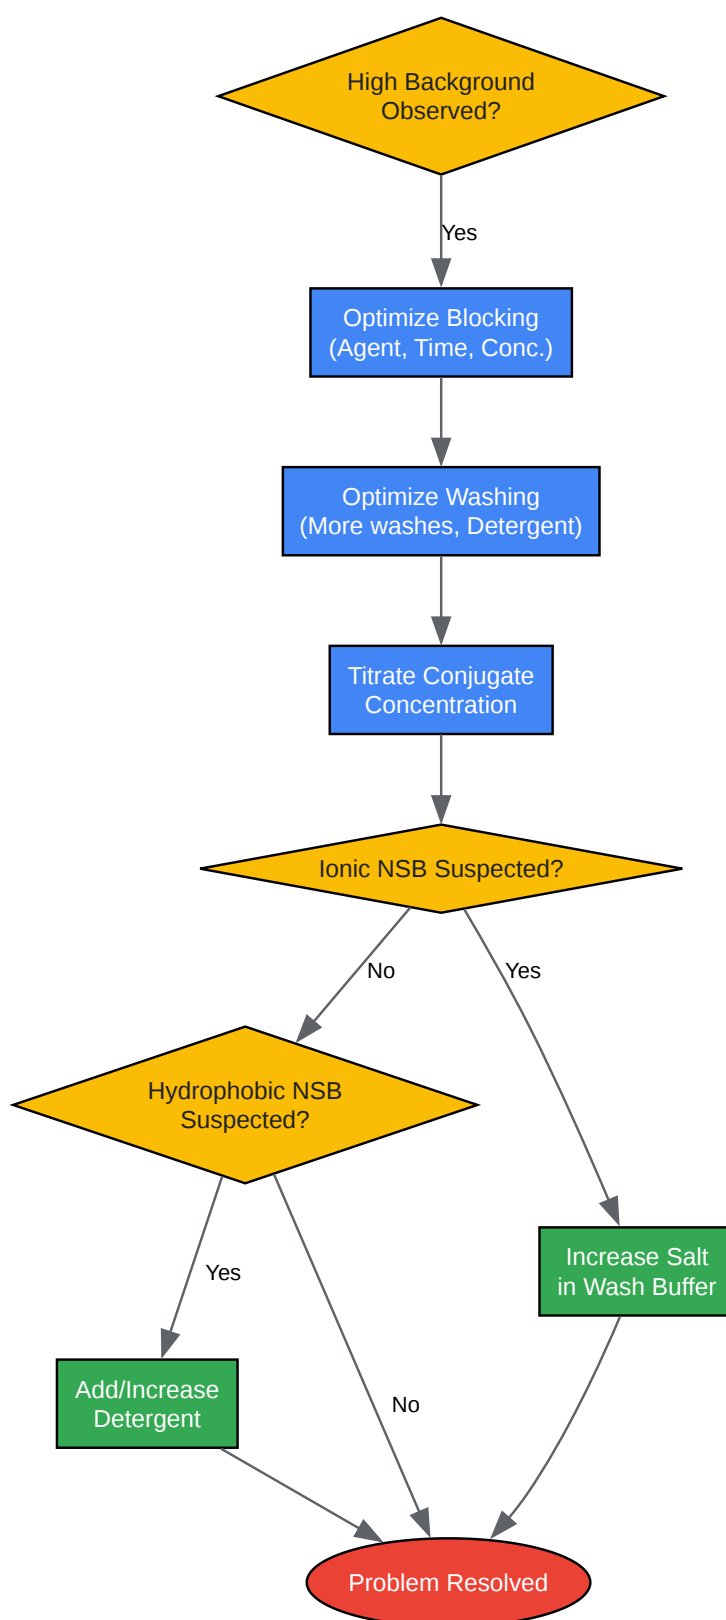 High Background
Observed?
Yes
Optimize Blocking
(Agent, Time, Conc.)
Optimize Washing
(More washes, Detergent)
Titrate Conjugate
Concentration
Ionic NSB Suspected?
No
Yes
Hydrophobic NSB
Suspected?
Yes
Increase Salt
in Wash Buffer
Add/Increase
Detergent
No
Problem Resolved